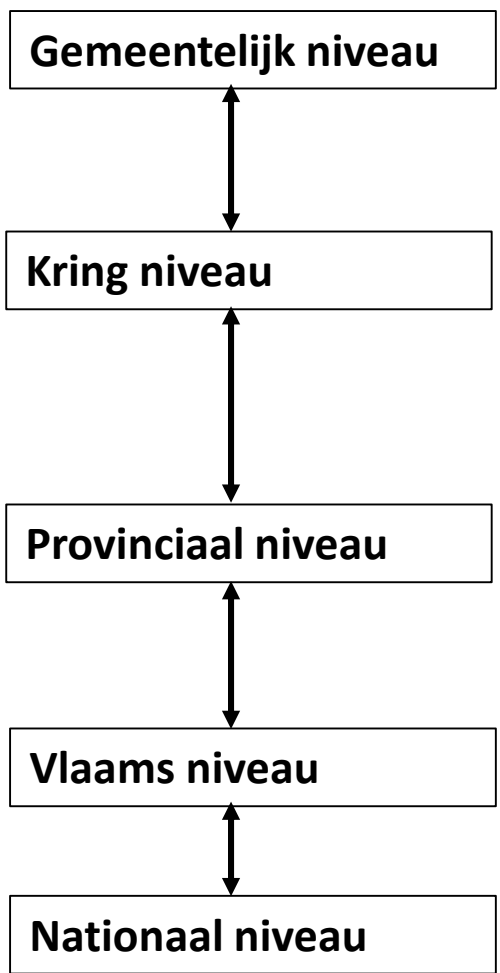 Gemeentelijk niveau
Kring niveau
Provinciaal niveau
Vlaams niveau
Nationaal niveau